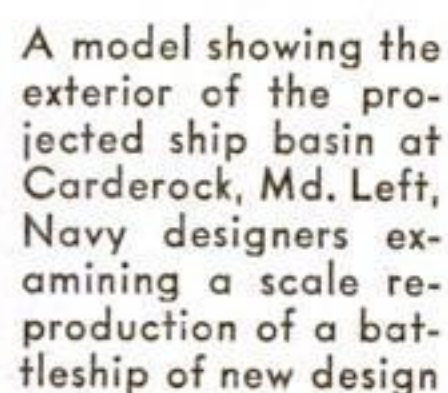 A model showing the
exterior of the pro-
jected ship basin at
Carderock, Md. Left,
Navy designers ex-
amining a scale re-
production of a bat-
tleship of new design